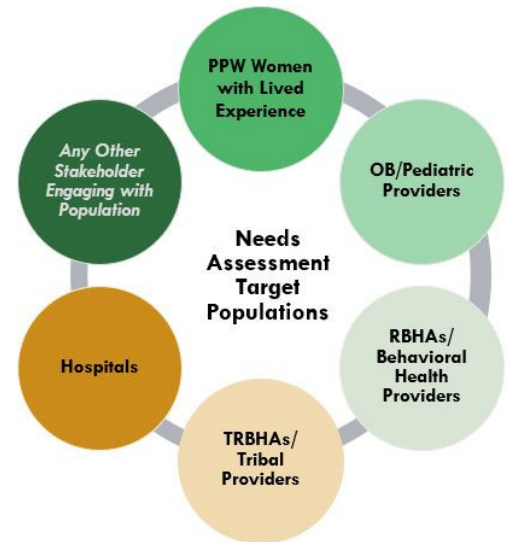 PPW Women
with Lived
Experience
OB/Pediatric
Providers
RBHAs/
Behavioral
Health
Providers
TRBHAs/
Tribal
Providers
Hospitals
Any Other
Stakeholder
Engaging with
Population
Needs
Assessment
Target
Populations